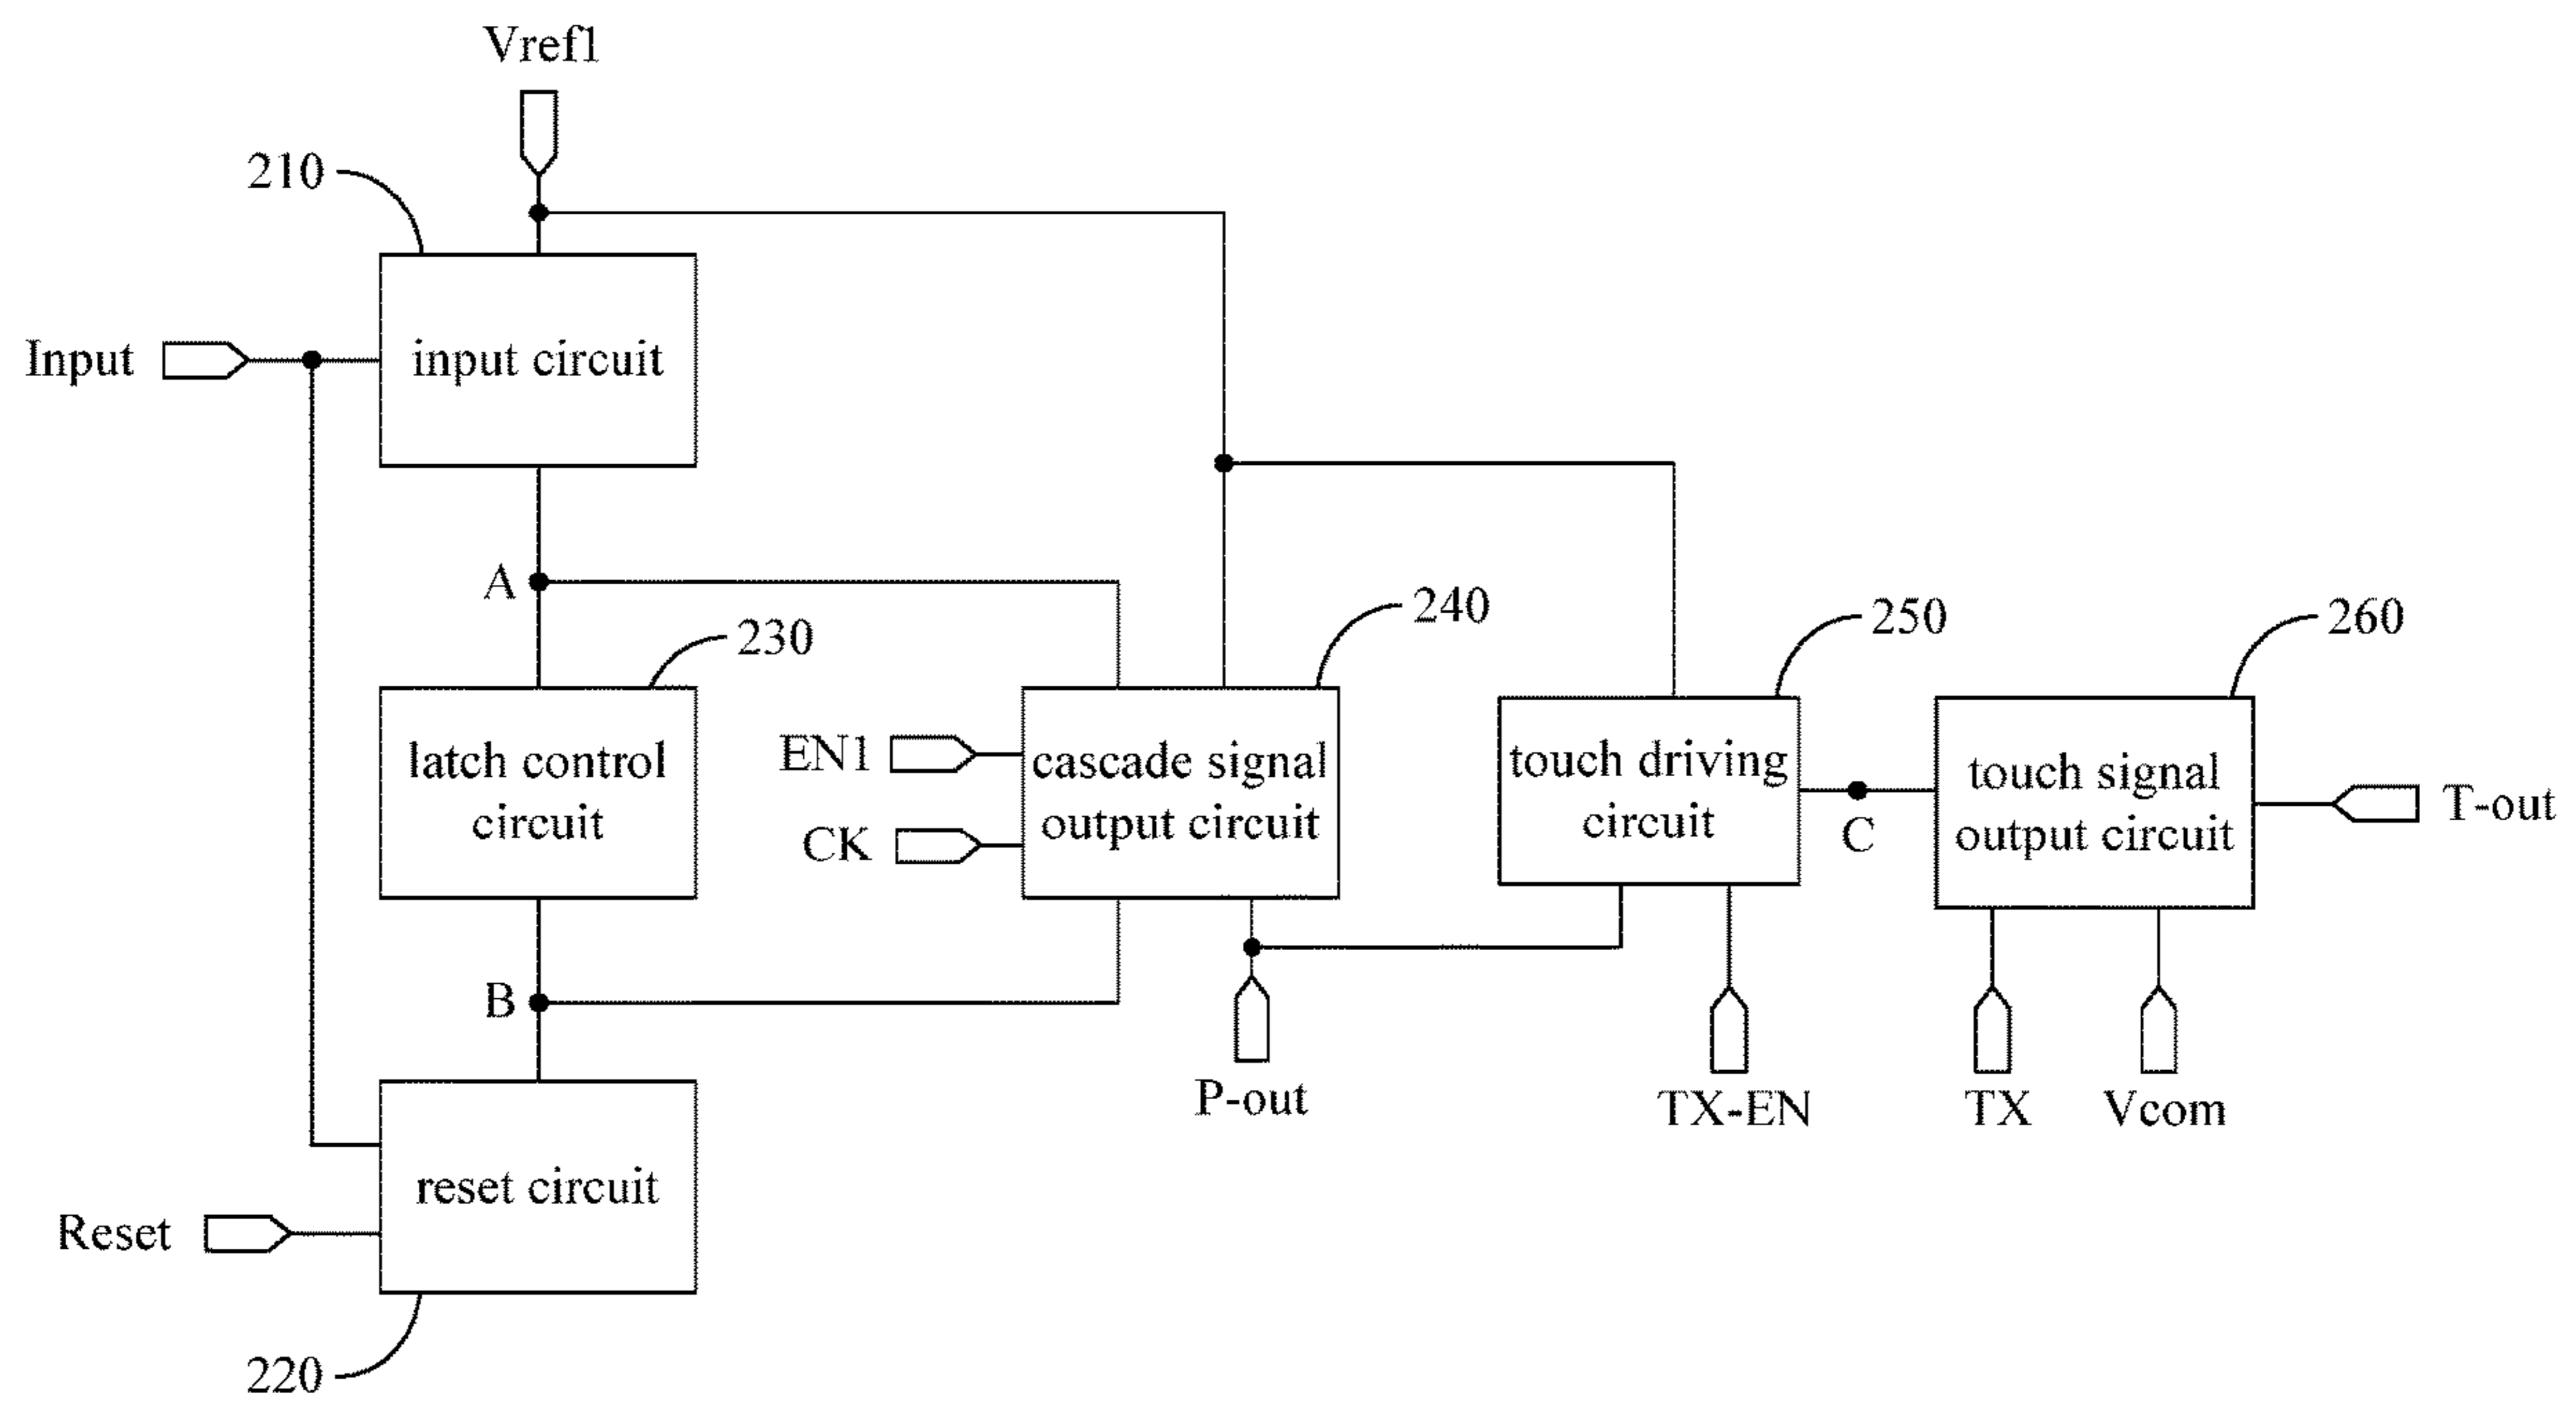 Vref1
210
Input
input circuit
A
230
240
250
260
latch control
circuit
EN1
CK
cascade signal
output circuit
touch driving
circuit
C
touch signal
output circuit
T-out
B
P-out
TX-EN
TX
Vcom
reset circuit
Reset
220